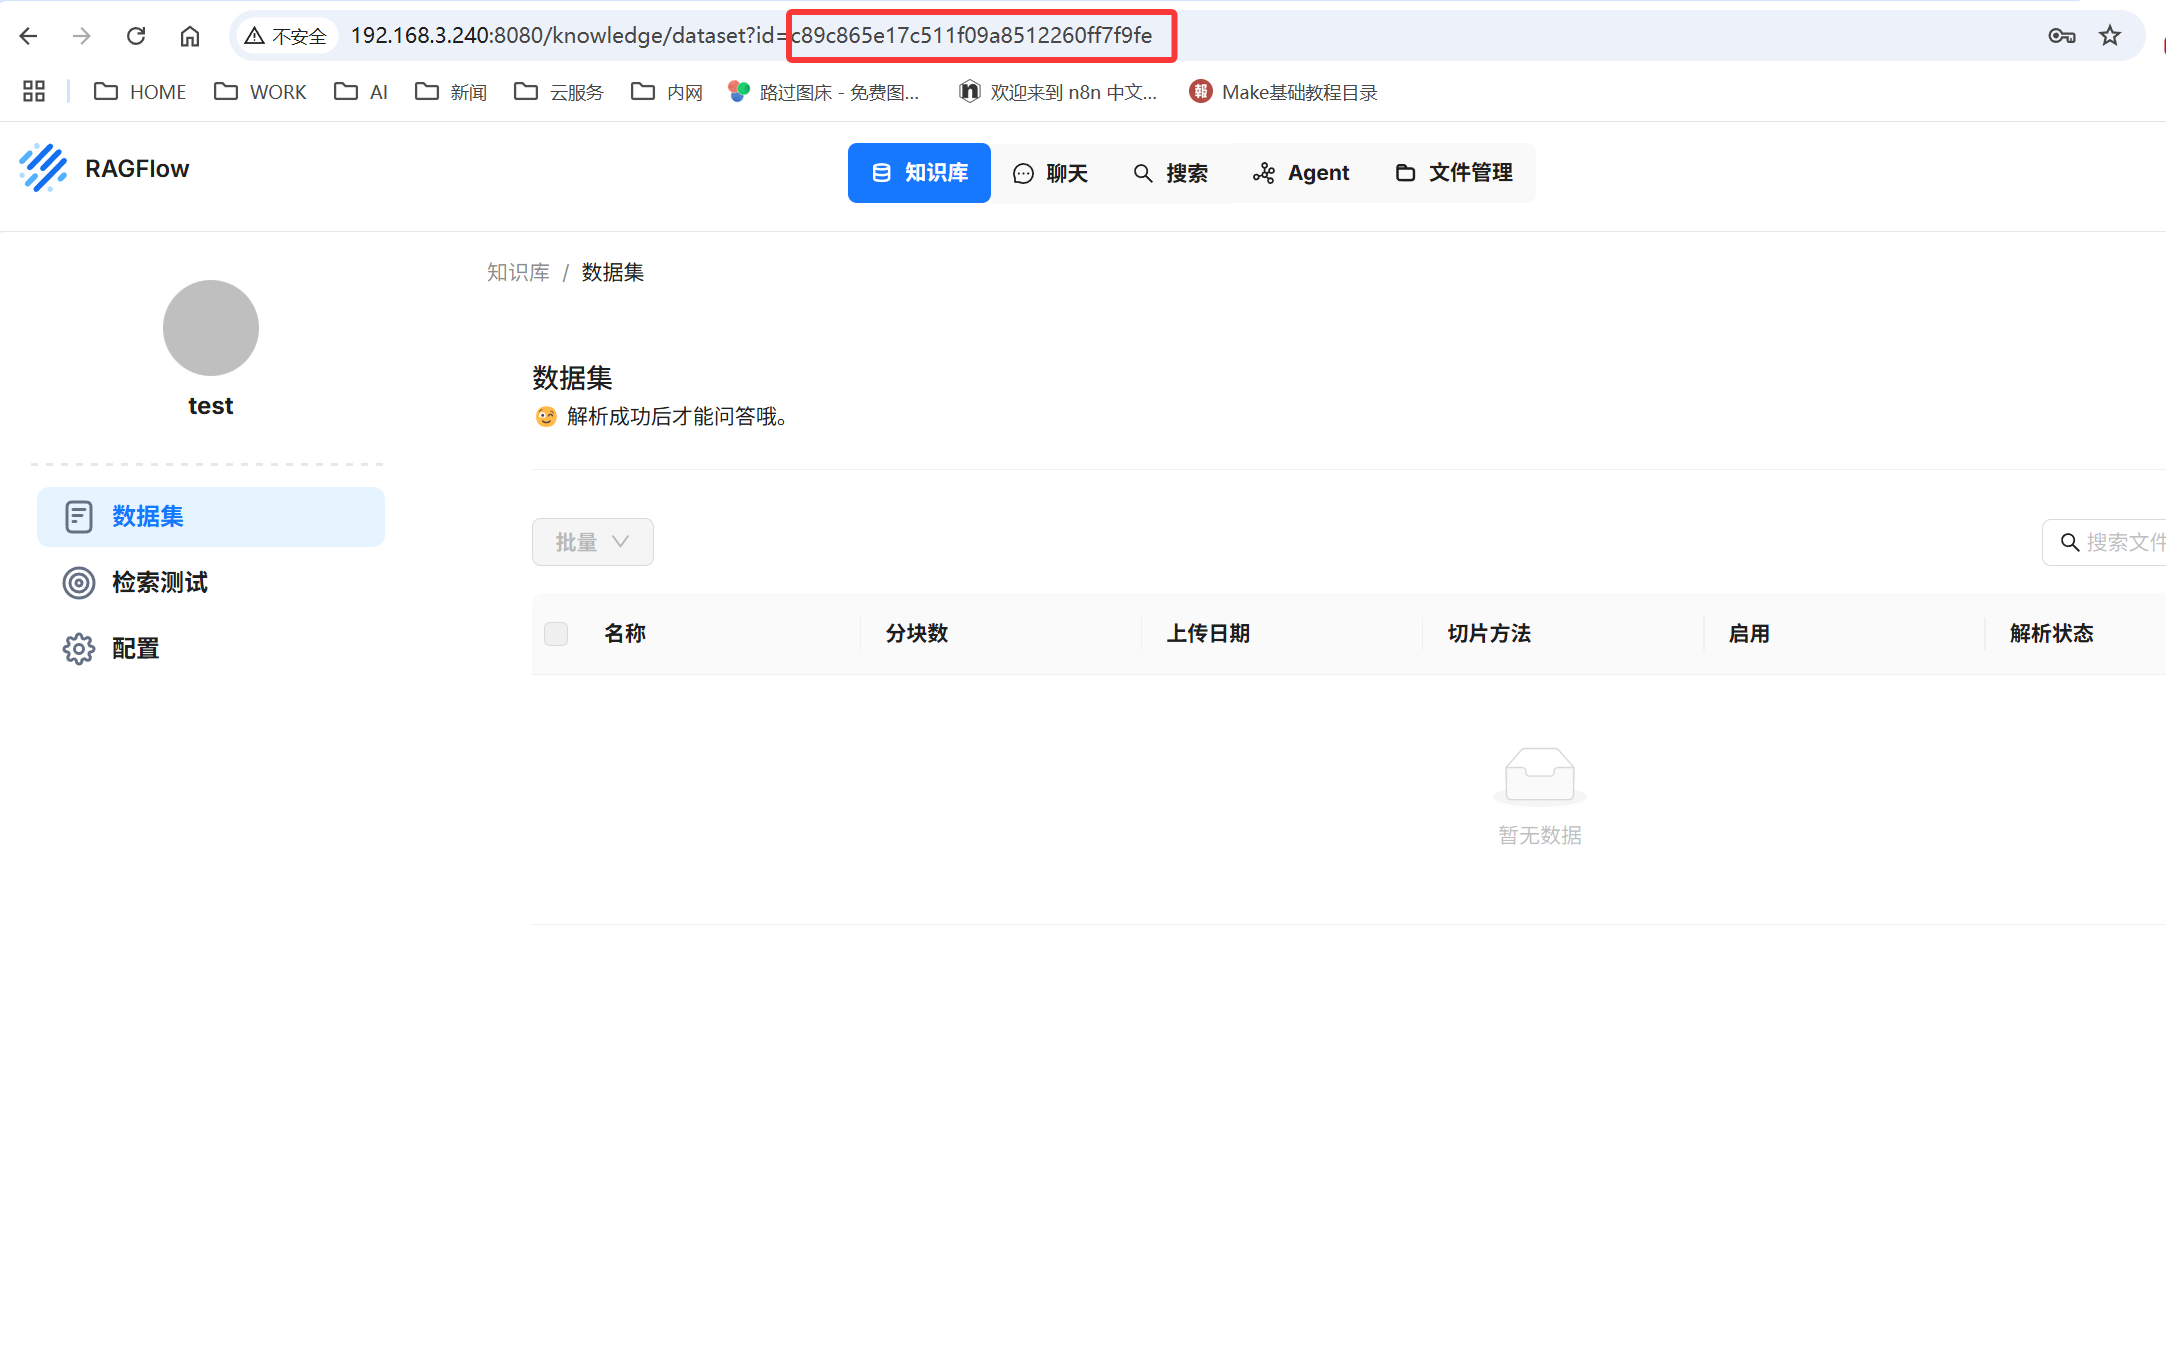 不安全 192.168.3.240:8080/knowledge/dataset?id=c89c865e17c511f09a8512260ff7f9fe
HOME WORK AI 新闻 云服务 内网 路过图床 - 免费图... 欢迎来到 n8n 中文... Make基础教程目录
RAGFlow 知识库 聊天 搜索 Agent 文件管理
知识库 / 数据集
test
数据集
😉 解析成功后才能问答哦。
数据集
检索测试
配置
批量 搜索文件
名称 分块数 上传日期 切片方法 启用 解析状态
暂无数据